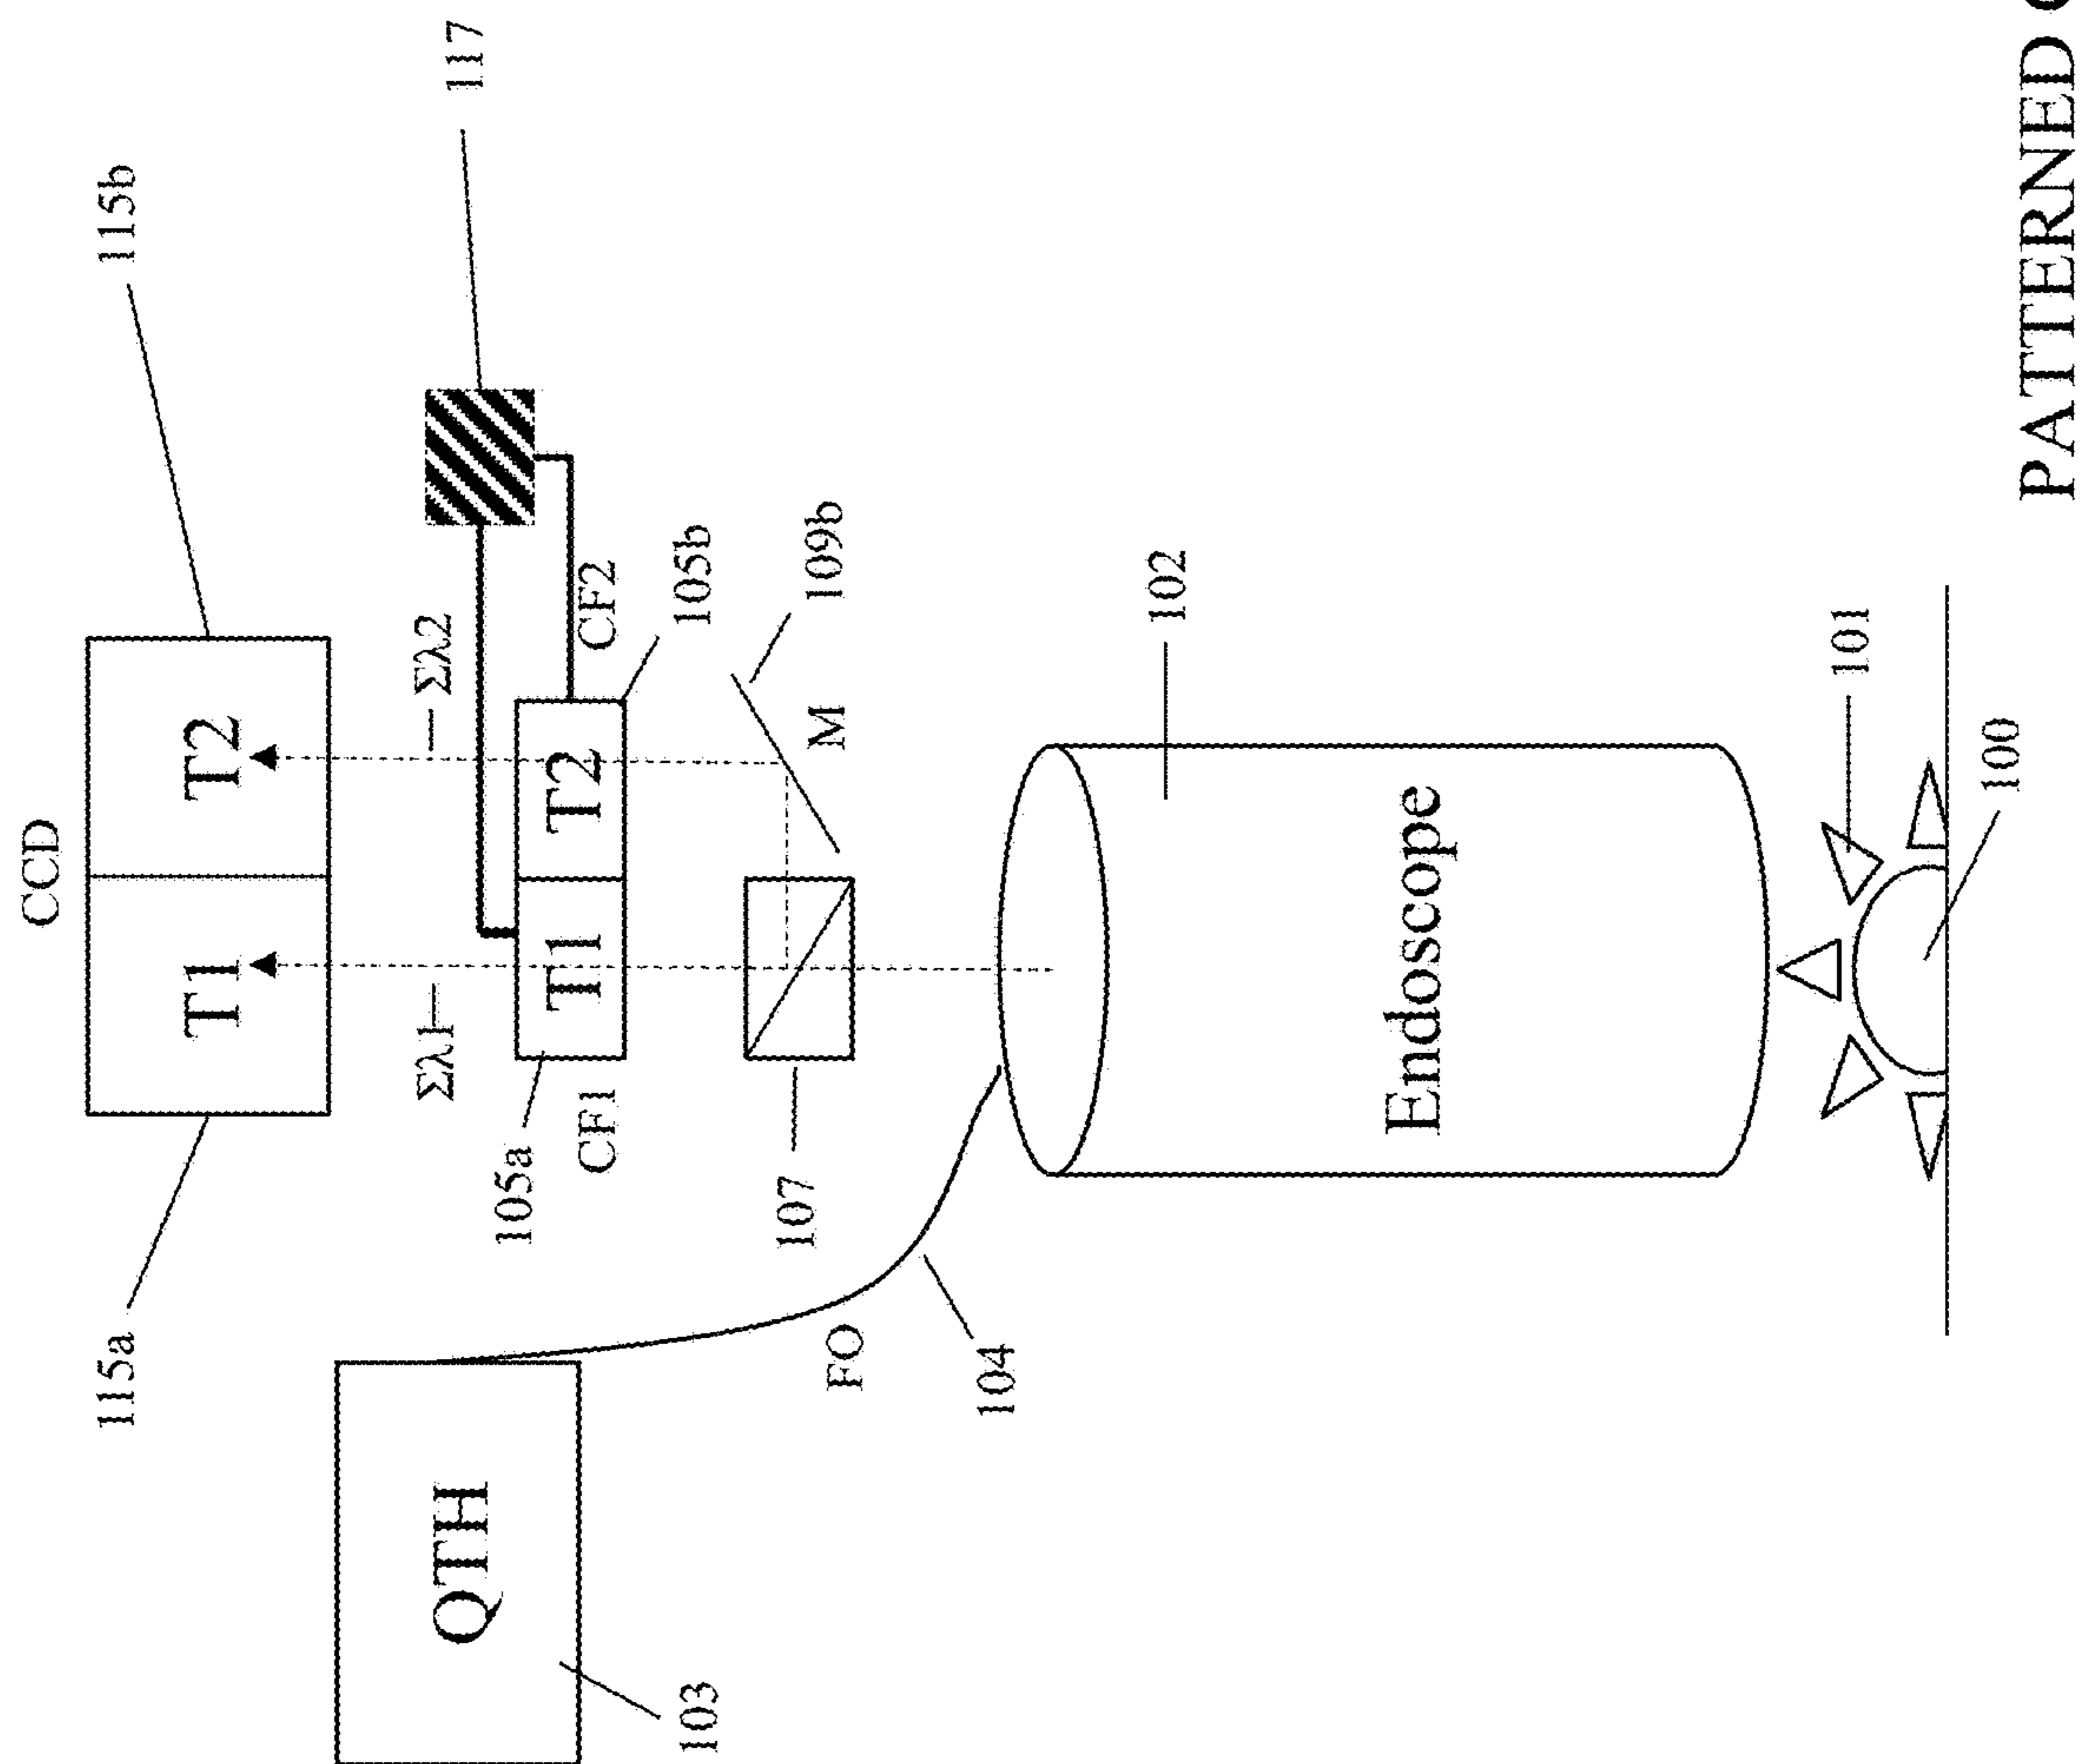 CCD
115a
115b
T1
T2
117
Σλ1
Σλ2
QTH
103
105a
CF1
T1
T2
CF2
105b
107
M
109b
FO
104
102
Endoscope
101
100
PATTERNED